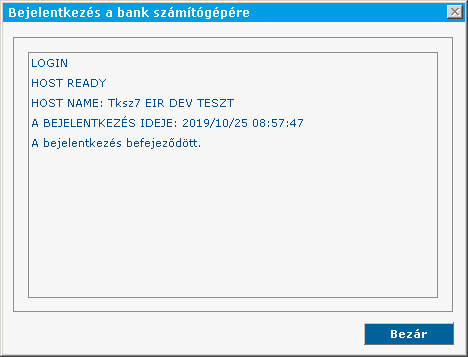 Bejelentkezés a bank számítógépére
LOGIN
HOST READY
HOST NAME: Tksz7 EIR DEV TESZT
A BEJELENTKEZÉS IDEJE: 2019/10/25 08:57:47
A bejelentkezés befejeződött.
Bezár